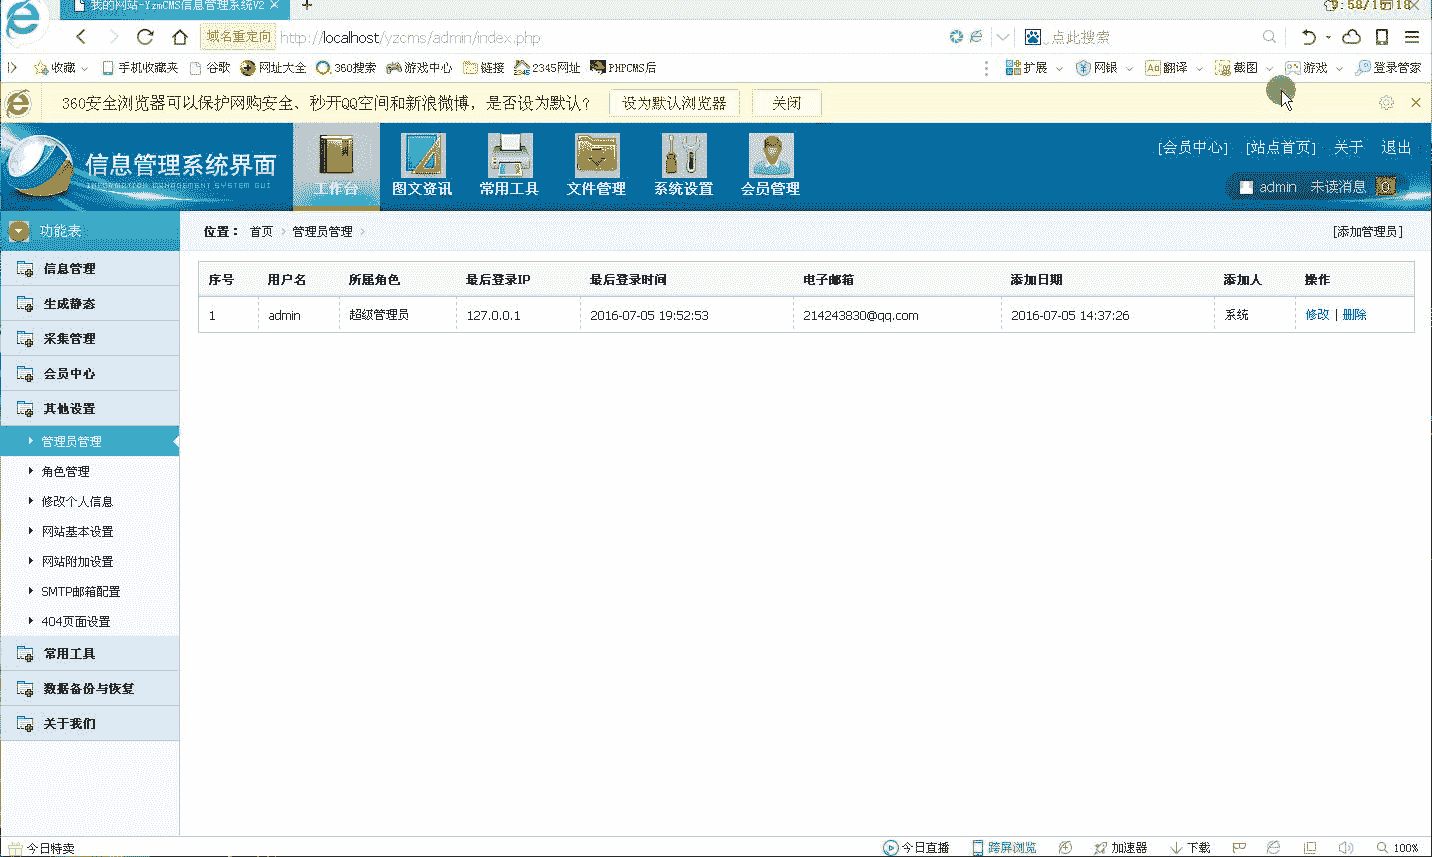 我的网站-YzmCMS信息管理系统V2
域名重定向 http://localhost/yzcms/admin/index.php 点此搜索
收藏 手机收藏夹 谷歌 网址大全 360搜索 游戏中心 链接 2345网址 PHPCMS后 扩展 网银 翻译 截图 游戏 登录管家
360安全浏览器可以保护网购安全、秒开QQ空间和新浪微博，是否设为默认？ 设为默认浏览器 关闭
信息管理系统界面
INFORMATION MANAGEMENT SYSTEM GUI
工作台 图文资讯 常用工具 文件管理 系统设置 会员管理
[会员中心] [站点首页] 关于 退出
admin 未读消息 0
功能表
位置： 首页 管理员管理 [添加管理员]
信息管理
生成静态
采集管理
会员中心
其他设置
管理员管理
角色管理
修改个人信息
网站基本设置
网站附加设置
SMTP邮箱配置
404页面设置
常用工具
数据备份与恢复
关于我们
序号 用户名 所属角色 最后登录IP 最后登录时间 电子邮箱 添加日期 添加人 操作
1 admin 超级管理员 127.0.0.1 2016-07-05 19:52:53 214243830@qq.com 2016-07-05 14:37:26 系统 修改 | 删除
今日特卖 今日直播 跨屏浏览 加速器 下载 100%